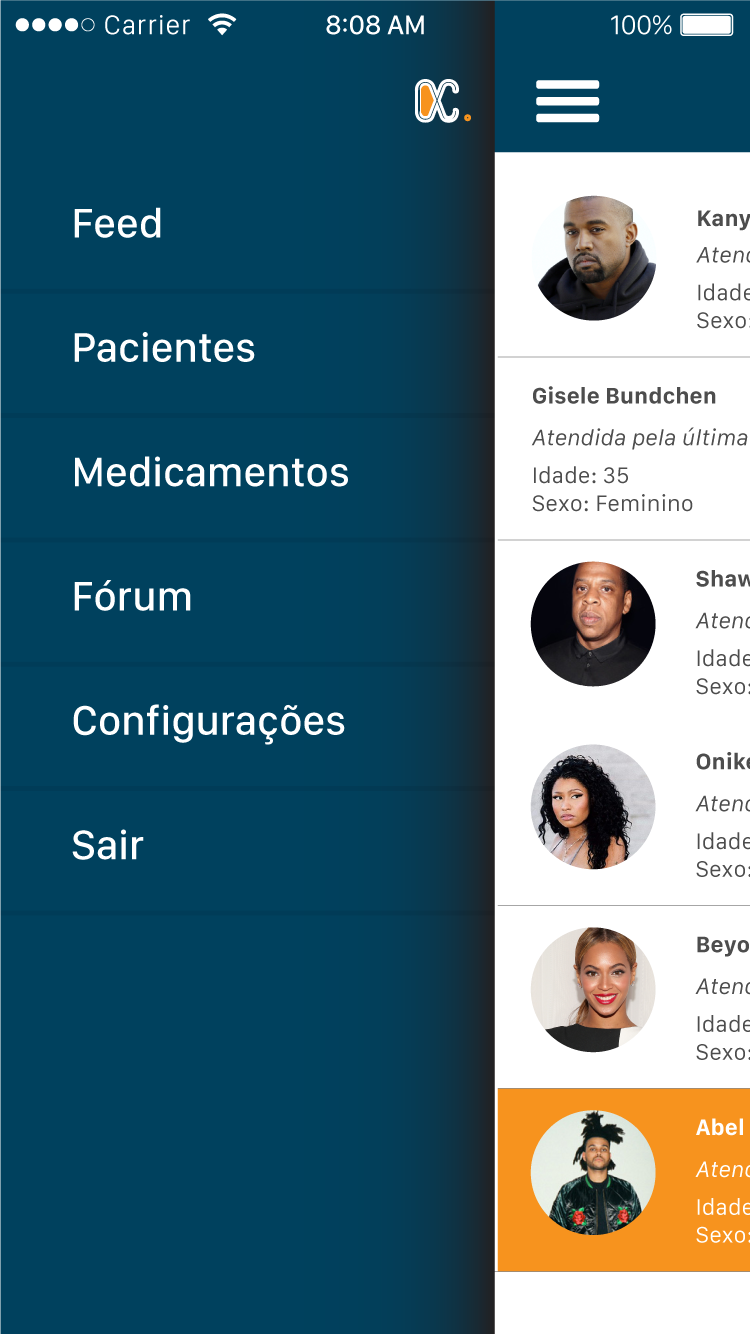 Carrier 8:08 AM 100%
Feed
Pacientes
Medicamentos
Fórum
Configurações
Sair
Kany
Atend
Idade
Sexo:
Gisele Bundchen
Atendida pela última
Idade: 35
Sexo: Feminino
Shaw
Atend
Idade
Sexo:
Onike
Atend
Idade
Sexo:
Beyo
Atend
Idade
Sexo:
Abel
Atend
Idade
Sexo: